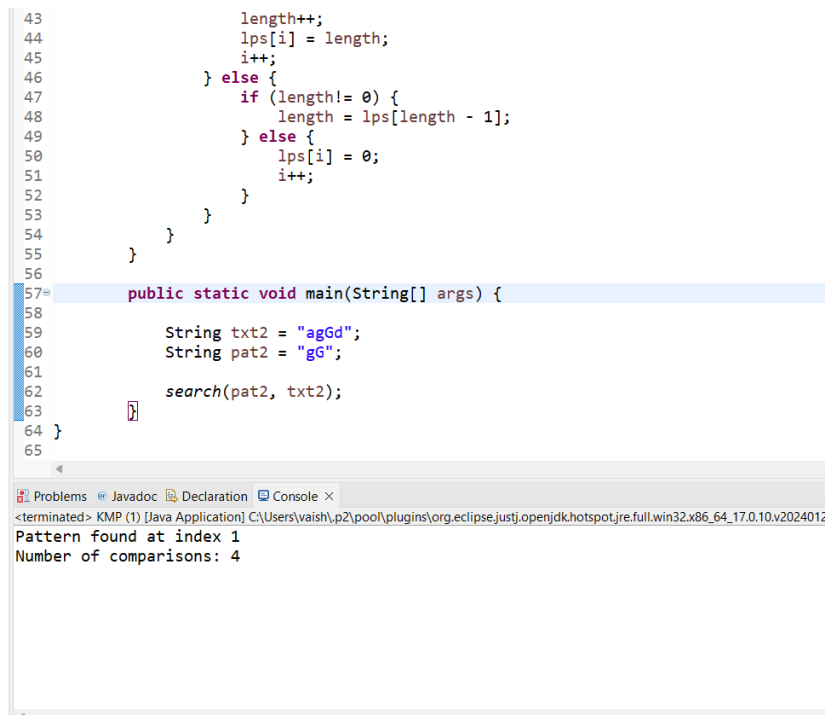 43 length++;
44 lps[i] = length;
45 i++;
46 } else {
47 if (length!= 0) {
48 length = lps[length - 1];
49 } else {
50 lps[i] = 0;
51 i++;
52 }
53 }
54 }
55 }
56
57 public static void main(String[] args) {
58
59 String txt2 = "agGd";
60 String pat2 = "gG";
61
62 search(pat2, txt2);
63 }
64 }
65
Problems @ Javadoc Declaration Console ×
<terminated> KMP (1) [Java Application] C:\Users\vaish\.p2\pool\plugins\org.eclipse.justj.openjdk.hotspot.jre.full.win32.x86_64_17.0.10.v2024012
Pattern found at index 1
Number of comparisons: 4